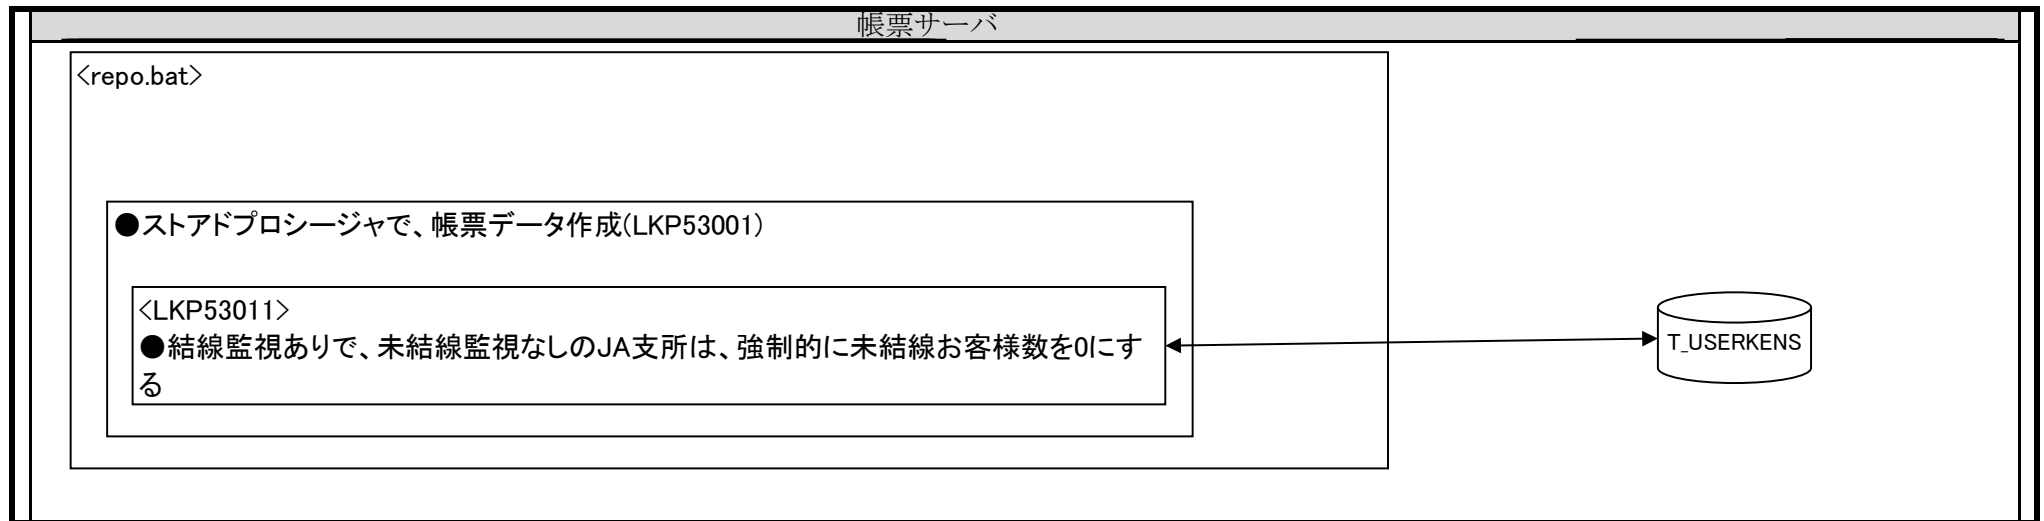 帳票サーバ
<repo.bat>
●ストアドプロシージャで、帳票データ作成(LKP53001)
<LKP53011>
●結線監視ありで、未結線監視なしのJA支所は、強制的に未結線お客様数を0にす
る
T_USERKENS